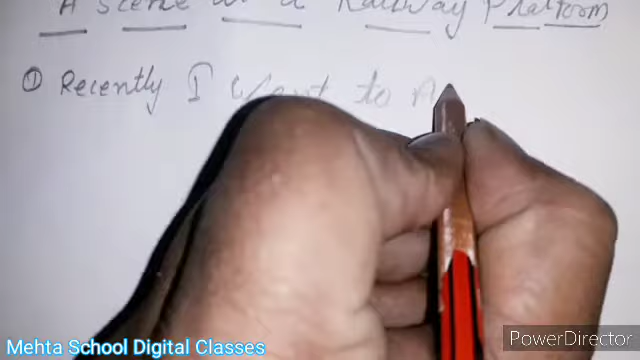 A Scene at a Railway Platform
① Recently I went to A
Mehta School Digital Classes
PowerDirector